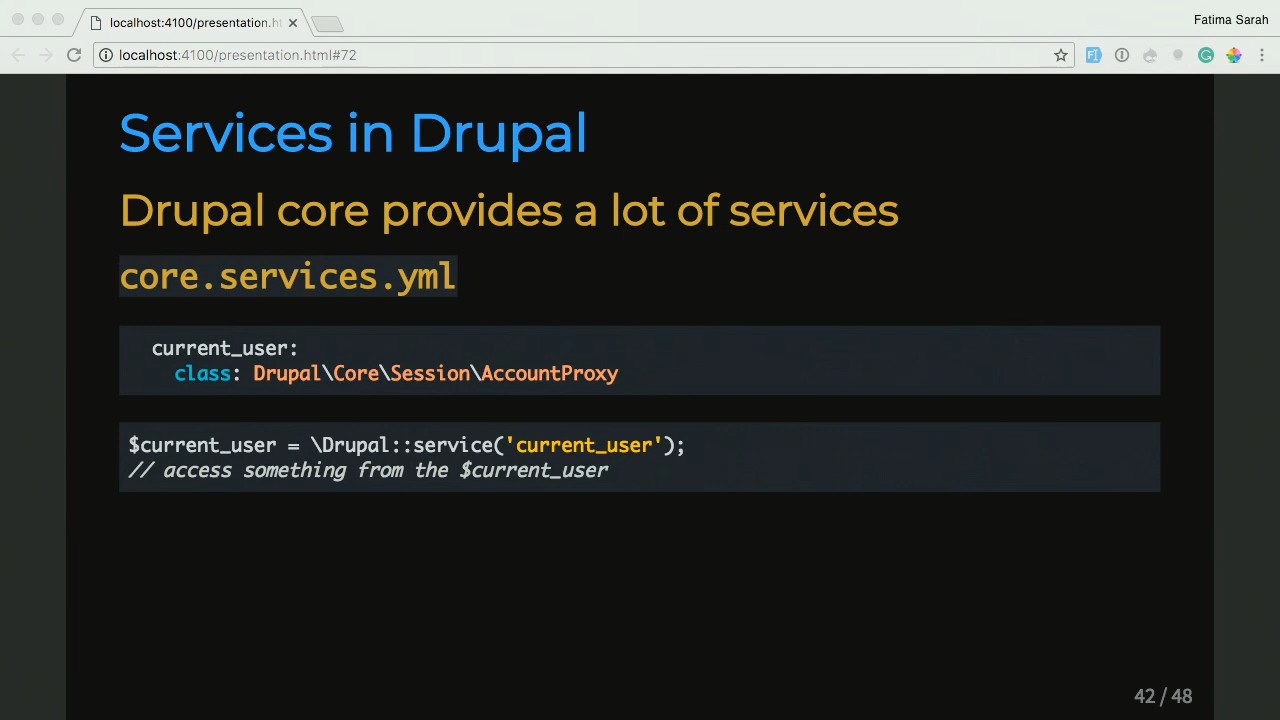 localhost:4100/presentation.h
Fatima Sarah
localhost:4100/presentation.html#72
Services in Drupal
Drupal core provides a lot of services
core.services.yml
current_user:
class: Drupal\Core\Session\AccountProxy
$current_user = \Drupal::service('current_user');
// access something from the $current_user
42 / 48